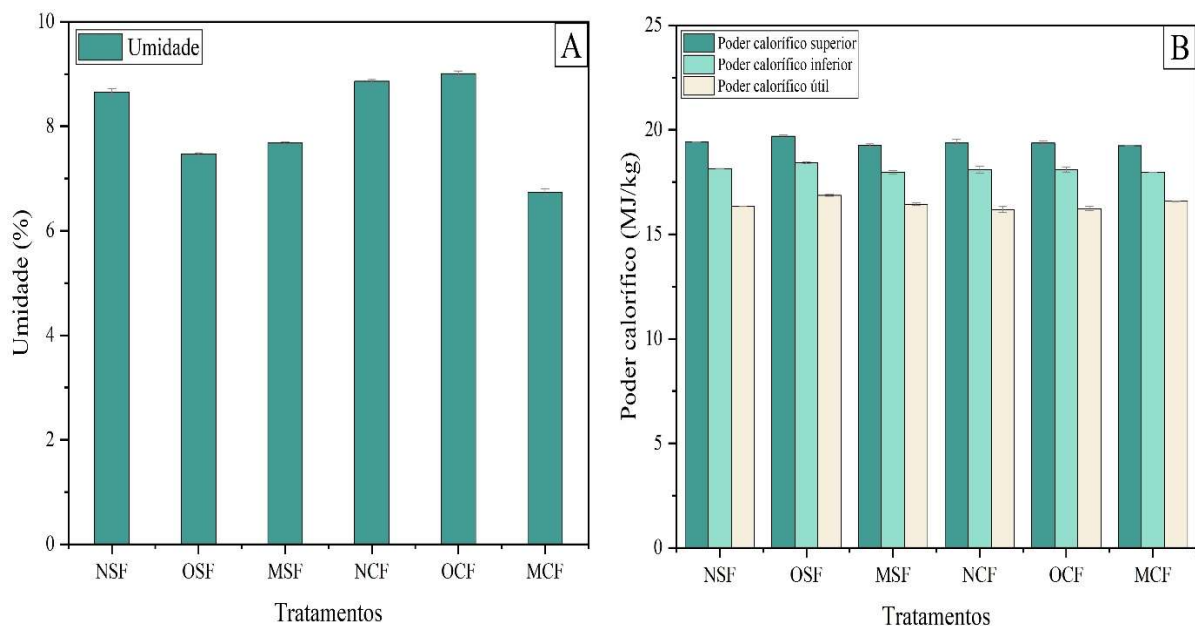 A
Umidade
Umidade (%)
10
8
6
4
2
0
NSF OSF MSF NCF OCF MCF
Tratamentos
B
Poder calorífico superior
Poder calorífico inferior
Poder calorífico útil
Poder calorífico (MJ/kg)
25
20
15
10
5
0
NSF OSF MSF NCF OCF MCF
Tratamentos